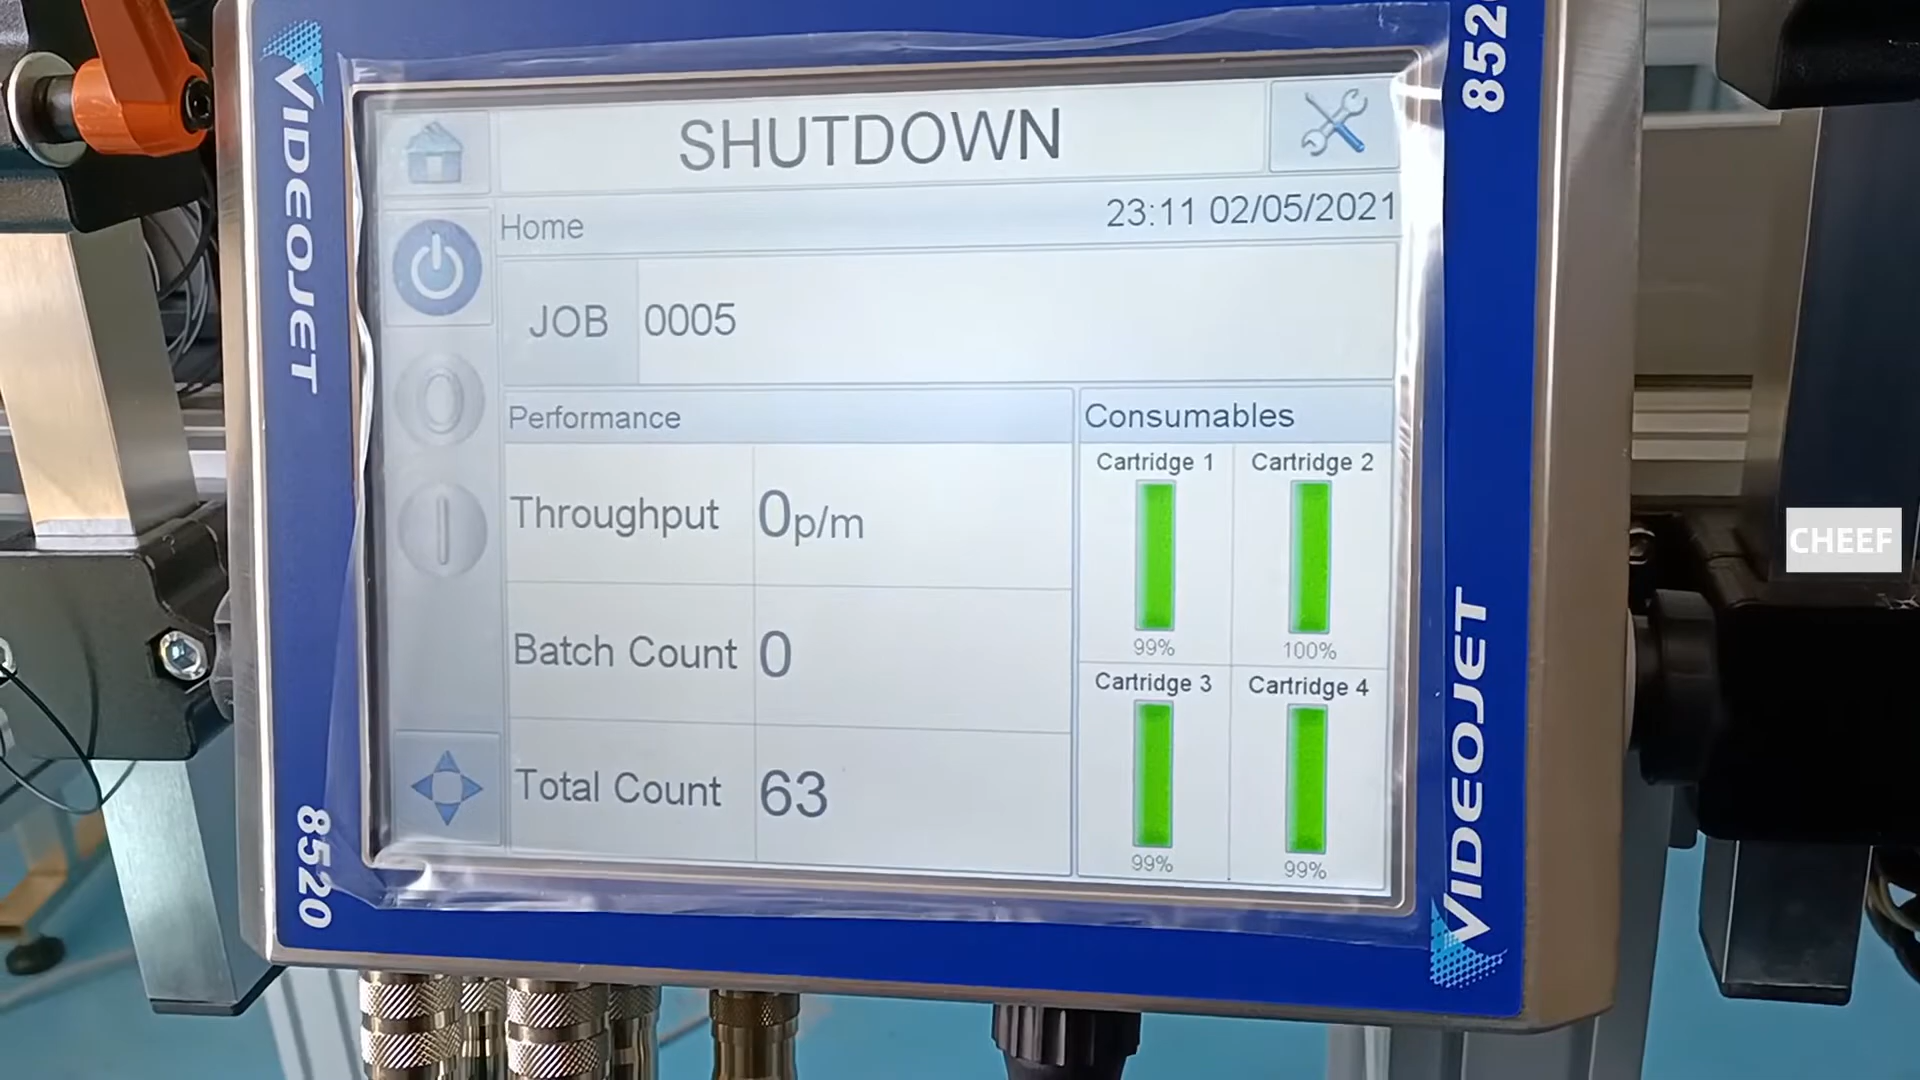 VIDEOJET
8520
SHUTDOWN
Home
23:11 02/05/2021
JOB
0005
Performance
Throughput
0p/m
Batch Count
0
Total Count
63
Consumables
Cartridge 1
Cartridge 2
99%
100%
Cartridge 3
Cartridge 4
99%
99%
852
VIDEOJET
CHEEF